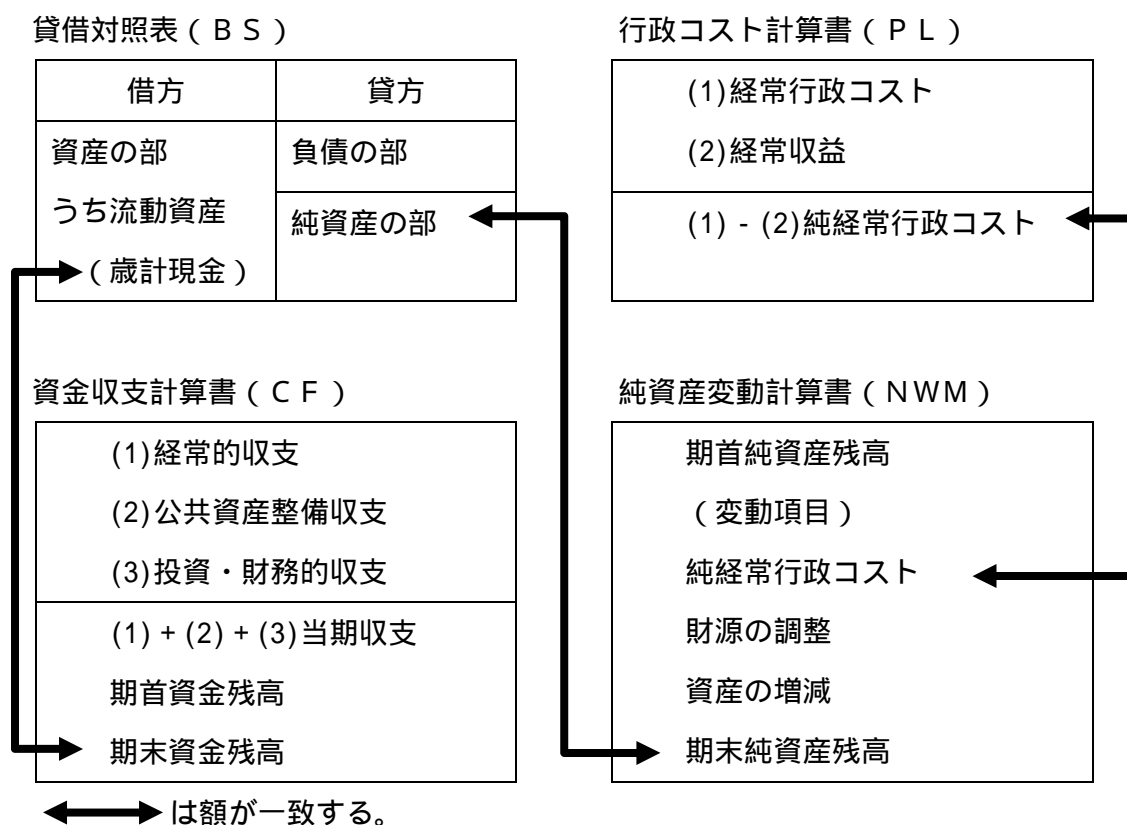 貸借対照表(BS)
借方 貸方
資産の部
うち流動資産
(歳計現金)
負債の部
純資産の部
行政コスト計算書(PL)
(1)経常行政コスト
(2)経常収益
(1) - (2)純経常行政コスト
資金収支計算書(CF)
(1)経常的収支
(2)公共資産整備収支
(3)投資・財務的収支
(1) + (2) + (3)当期収支
期首資金残高
期末資金残高
純資産変動計算書(NWM)
期首純資産残高
(変動項目)
純経常行政コスト
財源の調整
資産の増減
期末純資産残高
は額が一致する。